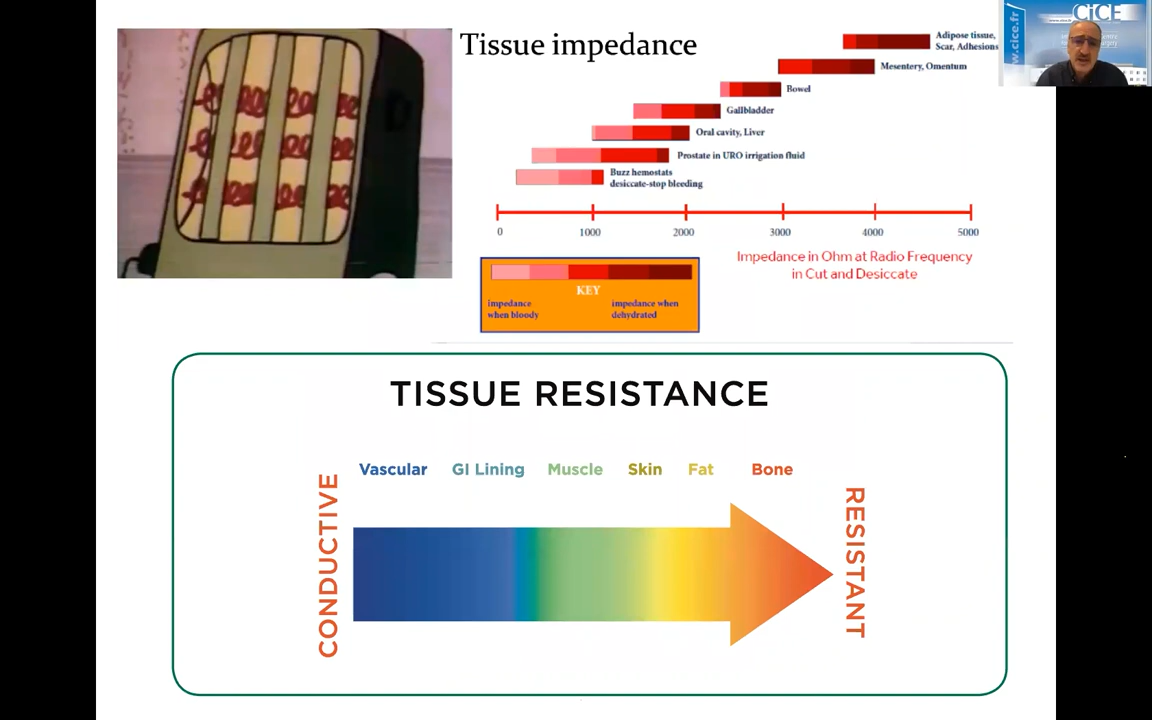 Tissue impedance
Adipose tissue,
Scar, Adhesions
Mesentery, Omentum
Bowel
Gallbladder
Oral cavity, Liver
Prostate in URO irrigation fluid
Buzz hemostats
desiccate-stop bleeding
0 1000 2000 3000 4000 5000
Impedance in Ohm at Radio Frequency
in Cut and Desiccate
KEY
impedance
when bloody
impedance when
dehydrated
TISSUE RESISTANCE
Vascular GI Lining Muscle Skin Fat Bone
CONDUCTIVE
RESISTANT
www.cice.fr
CiCE